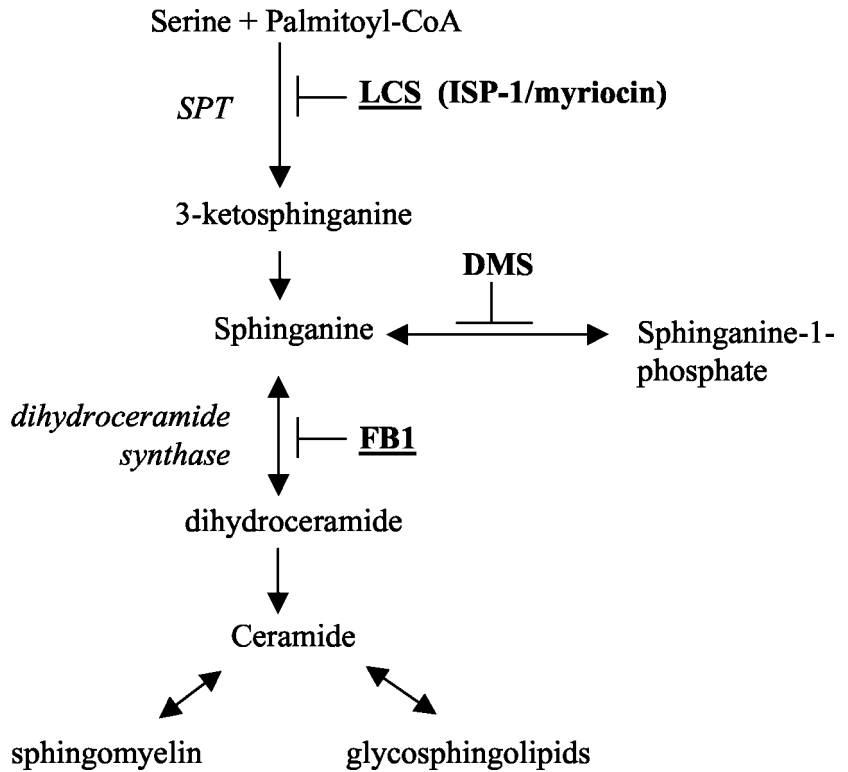 Serine + Palmitoyl-CoA
SPT
LCS (ISP-1/myriocin)
3-ketosphinganine
DMS
Sphinganine
Sphinganine-1-
phosphate
dihydroceramide
synthase
FB1
dihydroceramide
Ceramide
sphingomyelin
glycosphingolipids